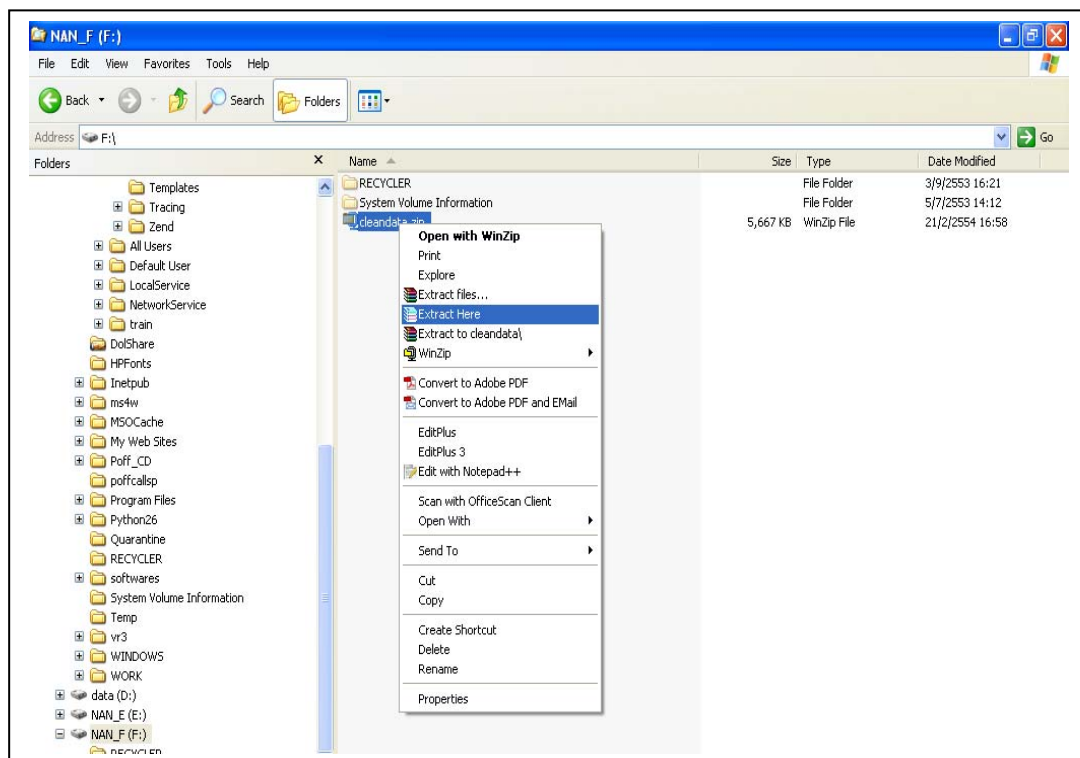 NAN_F (F:)
File Edit View Favorites Tools Help
Back Search Folders
Address F:\ Go
Folders X Name Size Type Date Modified
Templates
Tracing
Zend
All Users
Default User
LocalService
NetworkService
train
DolShare
HPFonts
Inetpub
ms4w
MSOCache
My Web Sites
Poff_CD
poffcallsp
Program Files
Python26
Quarantine
RECYCLER
softwares
System Volume Information
Temp
vr3
WINDOWS
WORK
data (D:)
NAN_E (E:)
NAN_F (F:)
RECYCLER
RECYCLER File Folder 3/9/2553 16:21
System Volume Information File Folder 5/7/2553 14:12
cleandata.zip 5,667 KB WinZip File 21/2/2554 16:58
Open with WinZip
Print
Explore
Extract files...
Extract Here
Extract to cleandata\
WinZip
Convert to Adobe PDF
Convert to Adobe PDF and EMail
EditPlus
EditPlus 3
Edit with Notepad++
Scan with OfficeScan Client
Open With
Send To
Cut
Copy
Create Shortcut
Delete
Rename
Properties